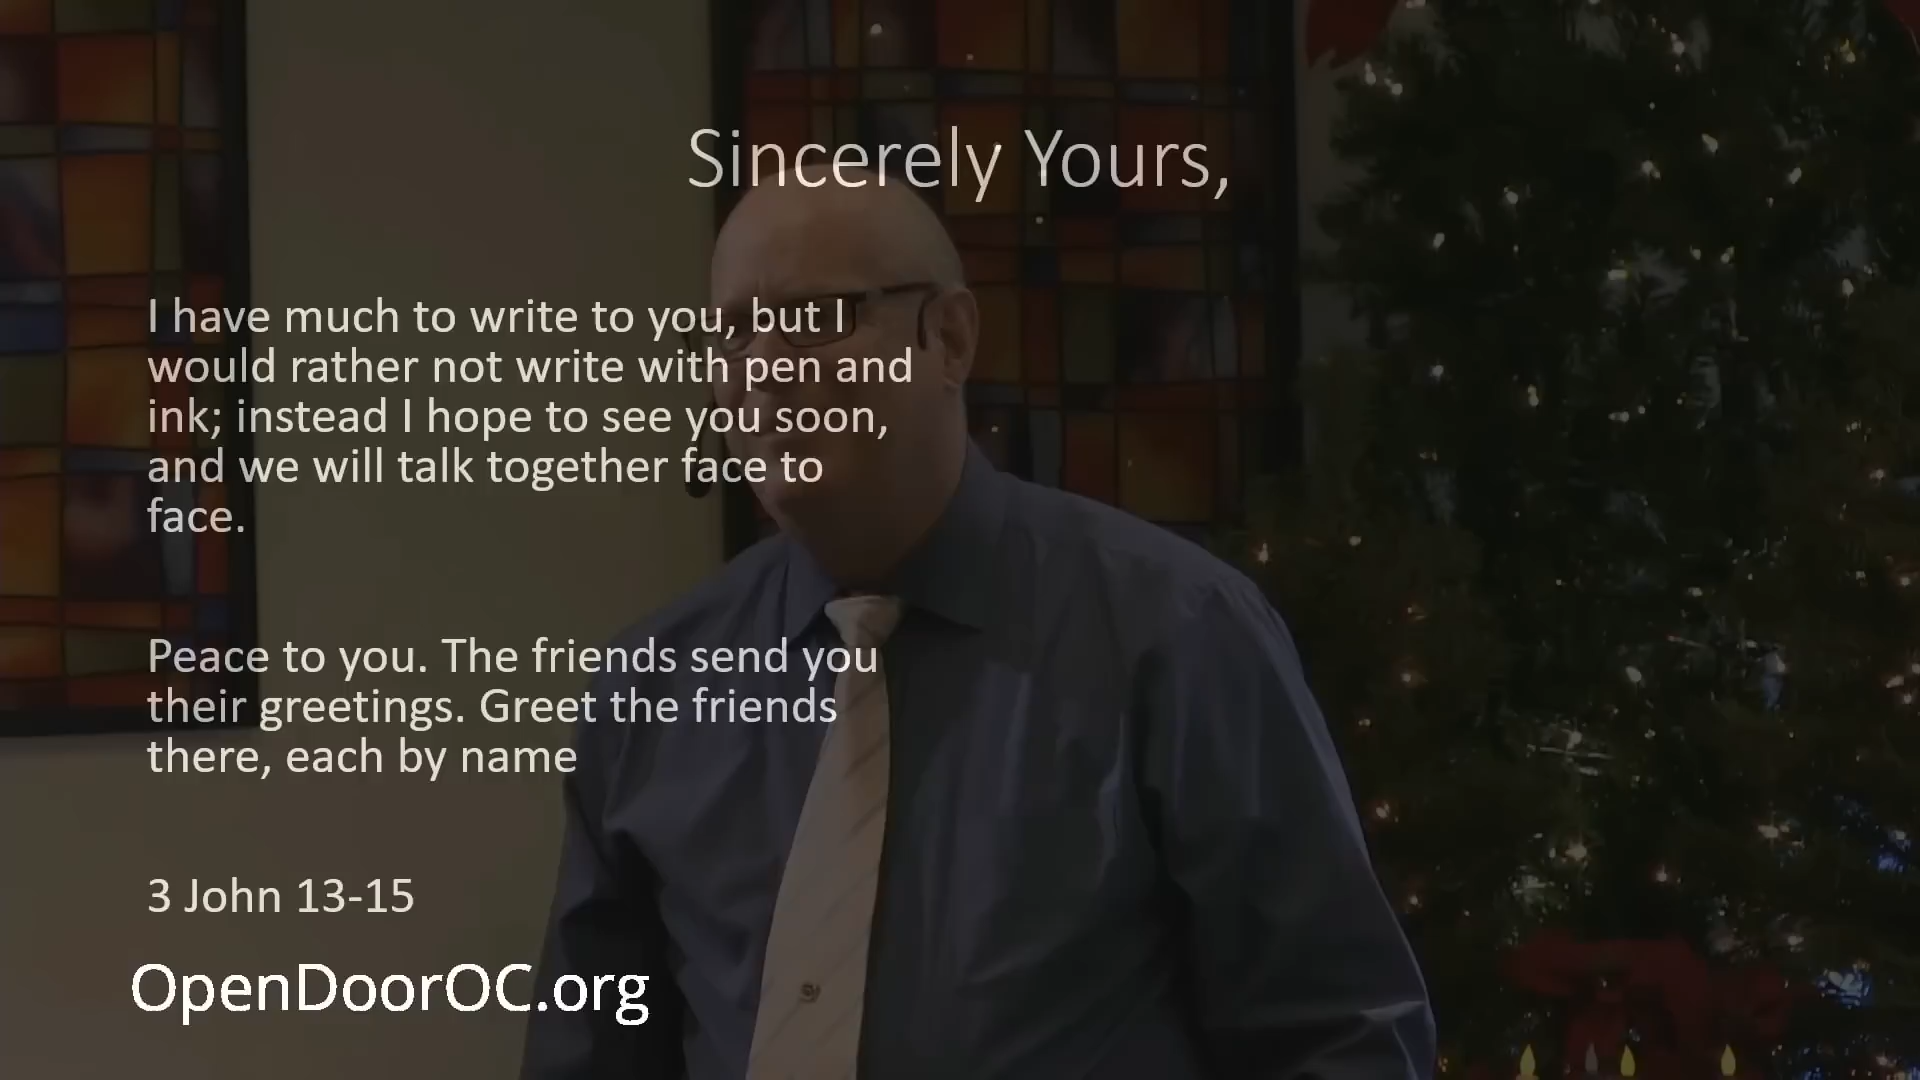 Sincerely Yours,
I have much to write to you, but I
would rather not write with pen and
ink; instead I hope to see you soon,
and we will talk together face to
face.
Peace to you. The friends send you
their greetings. Greet the friends
there, each by name
3 John 13-15
OpenDoorOC.org